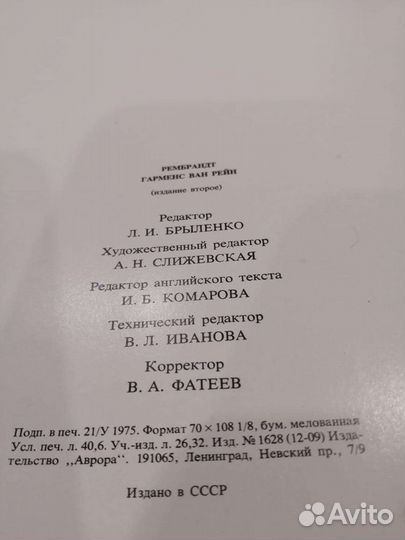 РЕМБРАНДТ
ГАРМЕНС ВАН РЕЙН
(издание второе)
Редактор
Л. И. БРЫЛЕНКО
Художественный редактор
А. Н. СЛИЖЕВСКАЯ
Редактор английского текста
И. Б. КОМАРОВА
Технический редактор
В. Л. ИВАНОВА
Корректор
В. А. ФАТЕЕВ
Подп. в печ. 21/У 1975. Формат 70 × 108 1/8, бум. мелованная
Усл. печ. л. 40,6. Уч.-изд. л. 26,32. Изд. № 1628 (12-09) Изда-
тельство ,,Аврора". 191065, Ленинград, Невский пр., 7/9
Издано в СССР
Avito